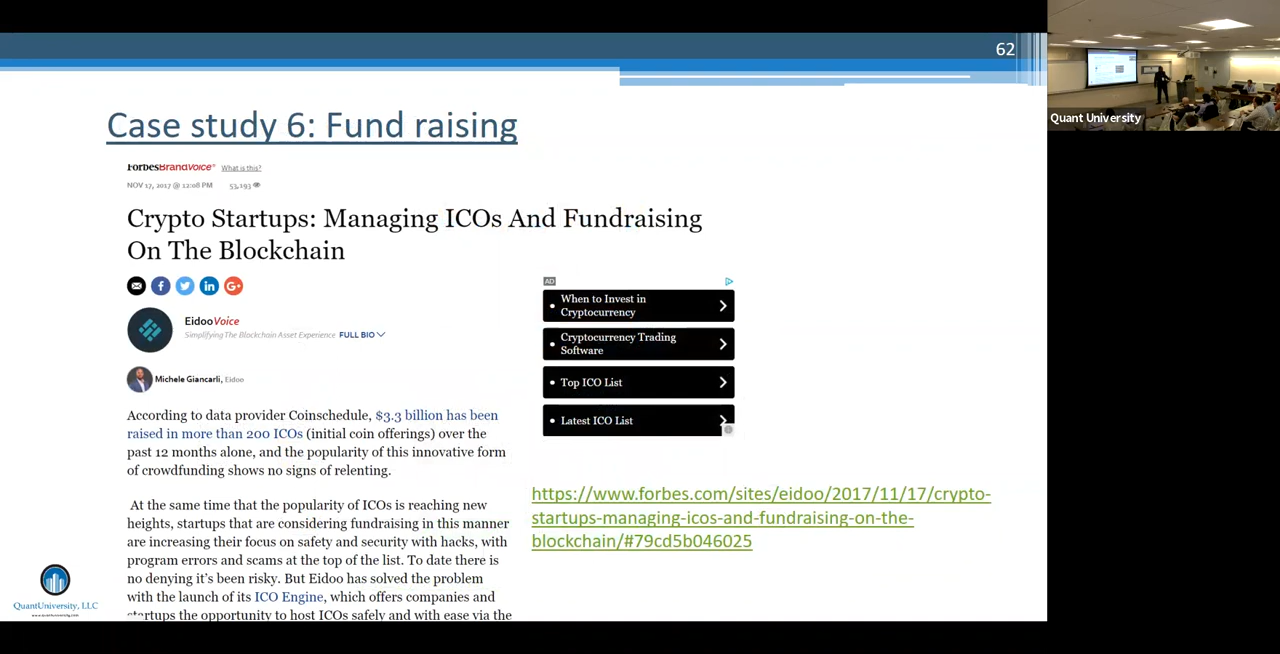 62
Quant University
Case study 6: Fund raising
ForbesBrandVoice® What is this?
NOV 17, 2017 @ 12:08 PM 53,193
Crypto Startups: Managing ICOs And Fundraising
On The Blockchain
EidooVoice
Simplifying The Blockchain Asset Experience FULL BIO
Michele Giancarli, Eidoo
AD
When to Invest in
Cryptocurrency
Cryptocurrency Trading
Software
Top ICO List
Latest ICO List
According to data provider Coinschedule, $3.3 billion has been
raised in more than 200 ICOs (initial coin offerings) over the
past 12 months alone, and the popularity of this innovative form
of crowdfunding shows no signs of relenting.
At the same time that the popularity of ICOs is reaching new
heights, startups that are considering fundraising in this manner
are increasing their focus on safety and security with hacks, with
program errors and scams at the top of the list. To date there is
no denying it's been risky. But Eidoo has solved the problem
with the launch of its ICO Engine, which offers companies and
startups the opportunity to host ICOs safely and with ease via the
https://www.forbes.com/sites/eidoo/2017/11/17/crypto-
startups-managing-icos-and-fundraising-on-the-
blockchain/#79cd5b046025
QuantUniversity, LLC